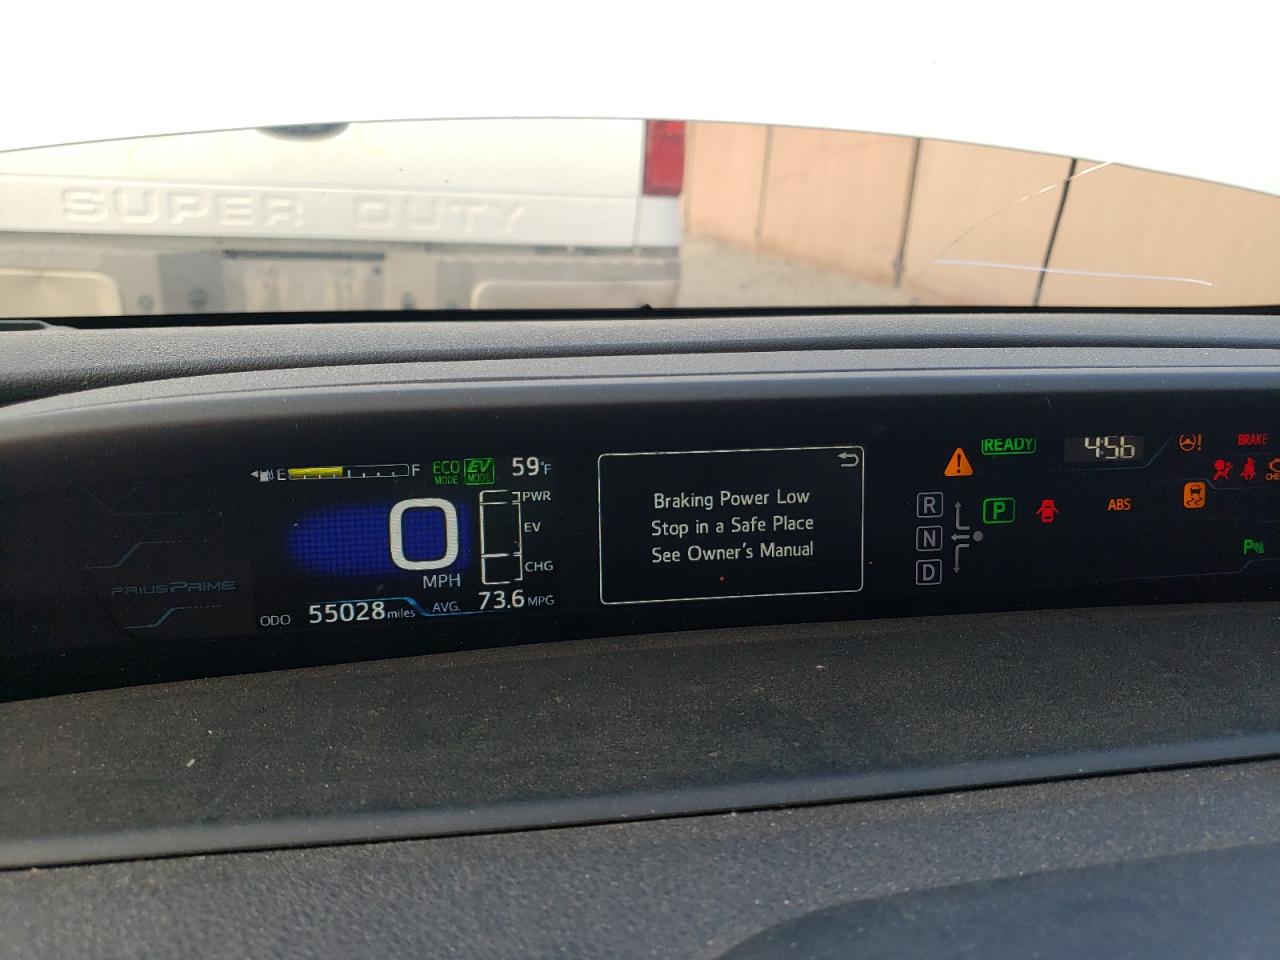 SUPER DUTY
E F
ECO MODE
EV MODE
59°F
0
MPH
PWR
EV
CHG
PRIUS PRIME
ODO 55028 miles
AVG. 73.6 MPG
Braking Power Low
Stop in a Safe Place
See Owner's Manual
READY
4:56
BRAKE
R
N
D
P
ABS
P